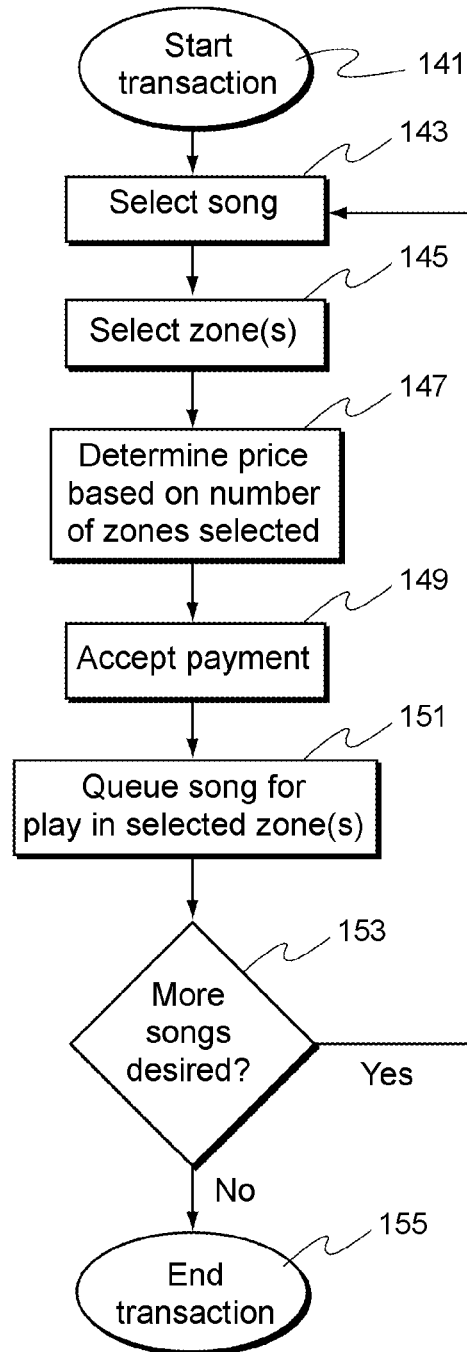 Start
transaction
141
143
Select song
145
Select zone(s)
147
Determine price
based on number
of zones selected
149
Accept payment
151
Queue song for
play in selected zone(s)
153
More
songs
desired?
Yes
No
155
End
transaction